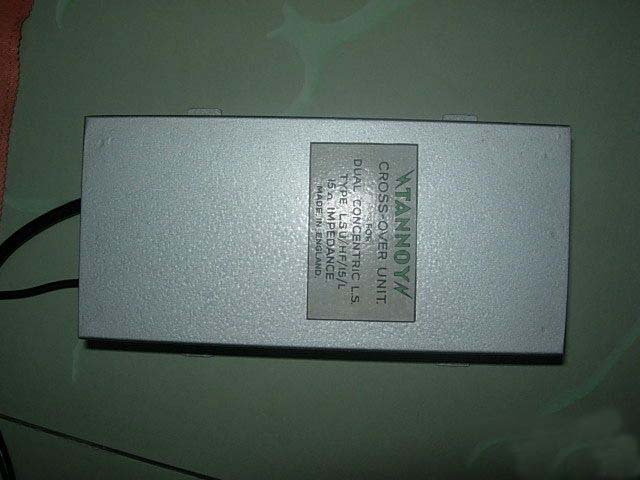 TANNOY
CROSS-OVER UNIT.
FOR
DUAL CONCENTRIC L.S.
TYPE LSU/HF/15/L
15 Ω IMPEDANCE.
MADE IN ENGLAND.